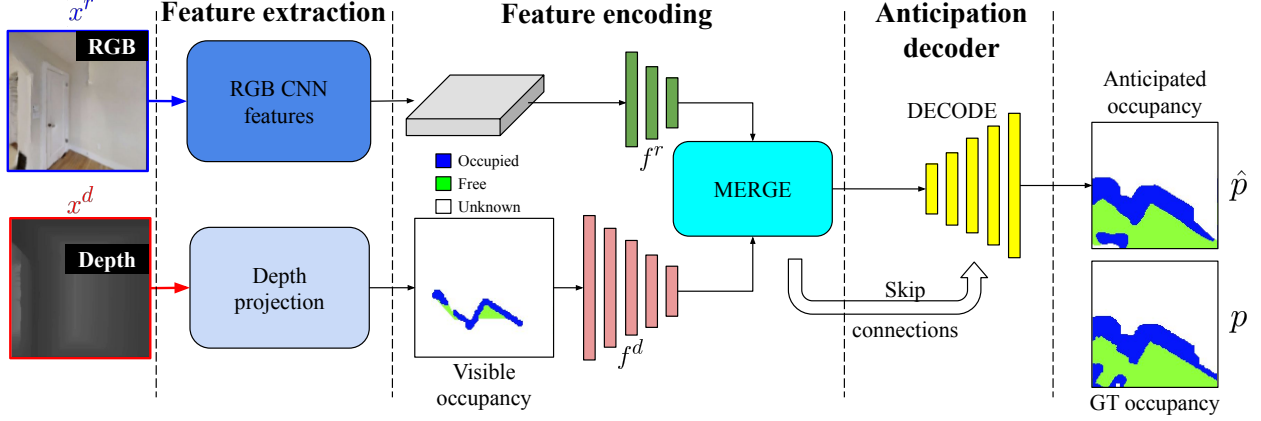 x^r
Feature extraction
Feature encoding
Anticipation
decoder
RGB
RGB CNN
features
f^r
DECODE
Anticipated
occupancy
p̂
Occupied
Free
Unknown
MERGE
x^d
Depth
Depth
projection
Visible
occupancy
f^d
Skip
connections
p
GT occupancy